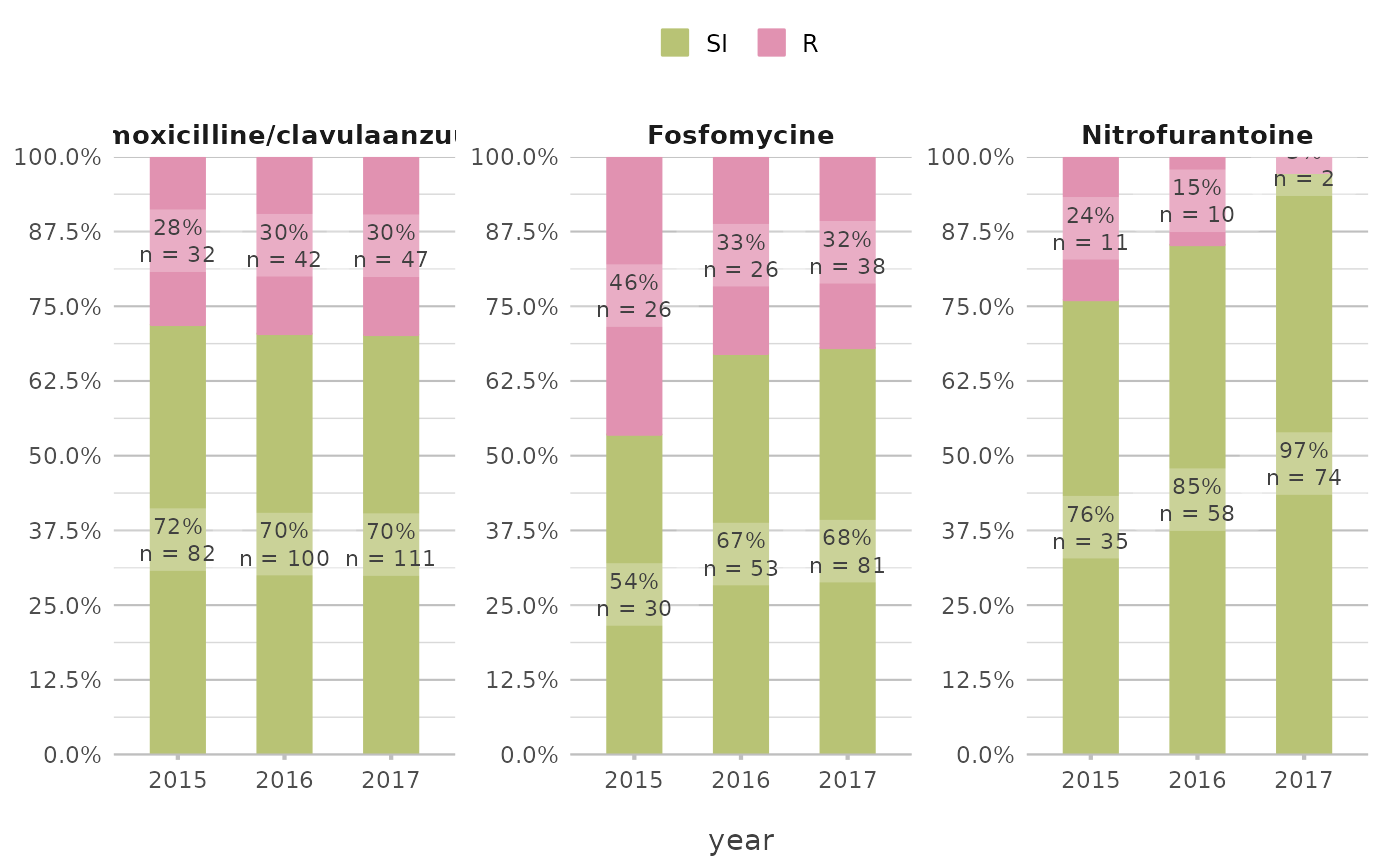 SI R
moxicilline/clavulaanzuu
100.0%
87.5%
75.0%
62.5%
50.0%
37.5%
25.0%
12.5%
0.0%
28%
n = 32
30%
n = 42
30%
n = 47
72%
n = 82
70%
n = 100
70%
n = 111
2015 2016 2017
Fosfomycine
100.0%
87.5%
75.0%
62.5%
50.0%
37.5%
25.0%
12.5%
0.0%
46%
n = 26
33%
n = 26
32%
n = 38
54%
n = 30
67%
n = 53
68%
n = 81
2015 2016 2017
Nitrofurantoine
100.0%
87.5%
75.0%
62.5%
50.0%
37.5%
25.0%
12.5%
0.0%
24%
n = 11
15%
n = 10
n = 2
76%
n = 35
85%
n = 58
97%
n = 74
2015 2016 2017
year